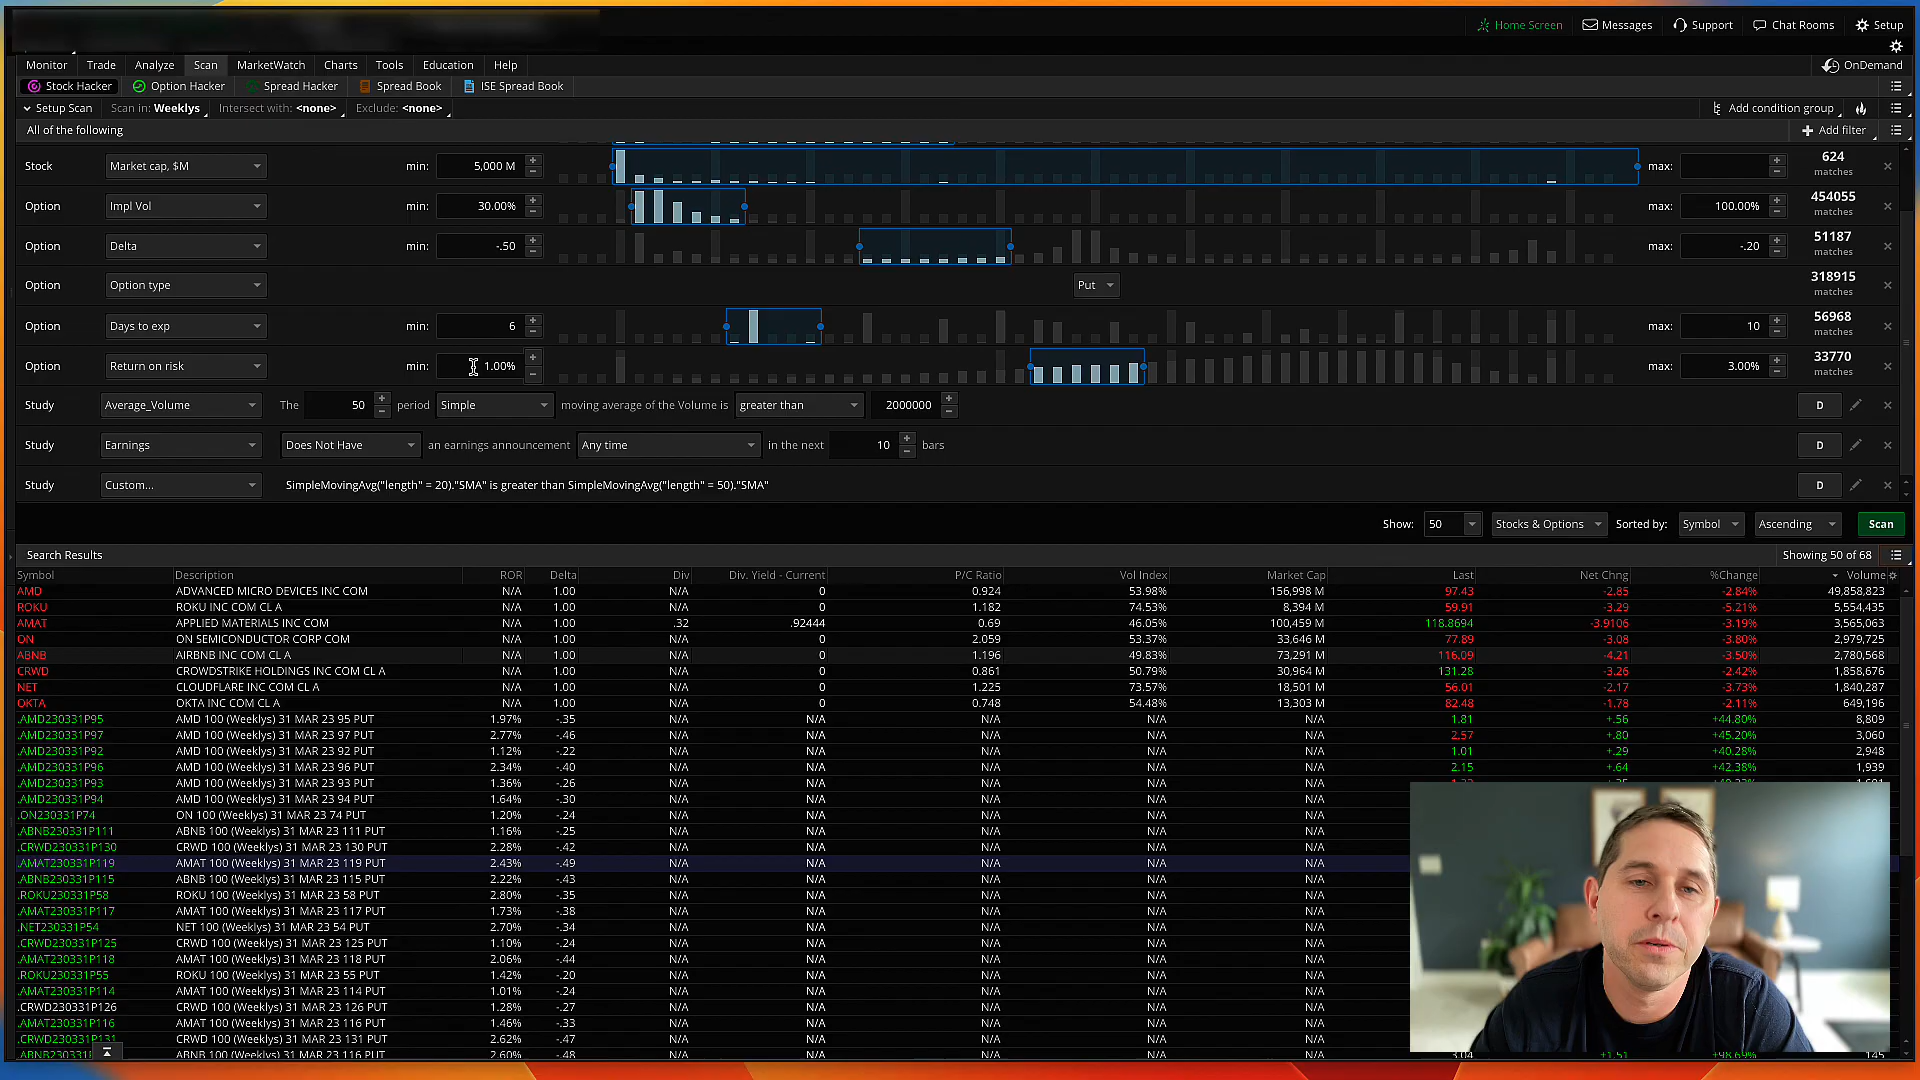 Home Screen Messages Support Chat Rooms Setup
Monitor Trade Analyze Scan MarketWatch Charts Tools Education Help OnDemand
Stock Hacker Option Hacker Spread Hacker Spread Book ISE Spread Book
Setup Scan Scan in: Weeklys Intersect with: <none> Exclude: <none> Add condition group
All of the following Add filter
Stock Market cap, $M min: 5,000 M max: 624 matches
Option Impl Vol min: 30.00% max: 100.00% 454055 matches
Option Delta min: -.50 max: -.20 51187 matches
Option Option type Put 318915 matches
Option Days to exp min: 6 max: 10 56968 matches
Option Return on risk min: 1.00% max: 3.00% 33770 matches
Study Average_Volume The 50 period Simple moving average of the Volume is greater than 2000000 D
Study Earnings Does Not Have an earnings announcement Any time in the next 10 bars D
Study Custom... SimpleMovingAvg("length" = 20)."SMA" is greater than SimpleMovingAvg("length" = 50)."SMA" D
Show: 50 Stocks & Options Sorted by: Symbol Ascending Scan
Search Results Showing 50 of 68
Symbol Description ROR Delta Div Div. Yield - Current P/C Ratio Vol Index Market Cap Last Net Chng %Change Volume
AMD ADVANCED MICRO DEVICES INC COM N/A 1.00 N/A 0 0.924 53.98% 156,998 M 97.43 -2.85 -2.84% 49,858,823
ROKU ROKU INC COM CL A N/A 1.00 N/A 0 1.182 74.53% 8,394 M 59.91 -3.29 -5.21% 5,554,435
AMAT APPLIED MATERIALS INC COM N/A 1.00 .32 .92444 0.69 46.05% 100,459 M 118.8694 -3.9106 -3.19% 3,565,063
ON ON SEMICONDUCTOR CORP COM N/A 1.00 N/A 0 2.059 53.37% 33,646 M 77.89 -3.08 -3.80% 2,979,725
ABNB AIRBNB INC COM CL A N/A 1.00 N/A 0 1.196 49.83% 73,291 M 116.09 -4.21 -3.50% 2,780,568
CRWD CROWDSTRIKE HOLDINGS INC COM CL A N/A 1.00 N/A 0 0.861 50.79% 30,964 M 131.28 -3.26 -2.42% 1,858,676
NET CLOUDFLARE INC COM CL A N/A 1.00 N/A 0 1.225 73.57% 18,501 M 56.01 -2.17 -3.73% 1,840,287
OKTA OKTA INC COM CL A N/A 1.00 N/A 0 0.748 54.48% 13,303 M 82.48 -1.78 -2.11% 649,196
.AMD230331P95 AMD 100 (Weeklys) 31 MAR 23 95 PUT 1.97% -.35 N/A N/A N/A N/A N/A 1.81 +.56 +44.80% 8,809
.AMD230331P97 AMD 100 (Weeklys) 31 MAR 23 97 PUT 2.77% -.46 N/A N/A N/A N/A N/A 2.57 +.80 +45.20% 3,060
.AMD230331P92 AMD 100 (Weeklys) 31 MAR 23 92 PUT 1.12% -.22 N/A N/A N/A N/A N/A 1.01 +.29 +40.28% 2,948
.AMD230331P96 AMD 100 (Weeklys) 31 MAR 23 96 PUT 2.34% -.40 N/A N/A N/A N/A N/A 2.15 +.64 +42.38% 1,939
.AMD230331P93 AMD 100 (Weeklys) 31 MAR 23 93 PUT 1.36% -.26 N/A N/A N/A N/A N/A
.AMD230331P94 AMD 100 (Weeklys) 31 MAR 23 94 PUT 1.64% -.30 N/A N/A N/A N/A N/A
.ON230331P74 ON 100 (Weeklys) 31 MAR 23 74 PUT 1.20% -.24 N/A N/A N/A N/A N/A
.ABNB230331P111 ABNB 100 (Weeklys) 31 MAR 23 111 PUT 1.16% -.25 N/A N/A N/A N/A N/A
.CRWD230331P130 CRWD 100 (Weeklys) 31 MAR 23 130 PUT 2.28% -.42 N/A N/A N/A N/A N/A
.AMAT230331P119 AMAT 100 (Weeklys) 31 MAR 23 119 PUT 2.43% -.49 N/A N/A N/A N/A N/A
.ABNB230331P115 ABNB 100 (Weeklys) 31 MAR 23 115 PUT 2.22% -.43 N/A N/A N/A N/A N/A
.ROKU230331P58 ROKU 100 (Weeklys) 31 MAR 23 58 PUT 2.80% -.35 N/A N/A N/A N/A N/A
.AMAT230331P117 AMAT 100 (Weeklys) 31 MAR 23 117 PUT 1.73% -.38 N/A N/A N/A N/A N/A
.NET230331P54 NET 100 (Weeklys) 31 MAR 23 54 PUT 2.70% -.34 N/A N/A N/A N/A N/A
.CRWD230331P125 CRWD 100 (Weeklys) 31 MAR 23 125 PUT 1.10% -.24 N/A N/A N/A N/A N/A
.AMAT230331P118 AMAT 100 (Weeklys) 31 MAR 23 118 PUT 2.06% -.44 N/A N/A N/A N/A N/A
.ROKU230331P55 ROKU 100 (Weeklys) 31 MAR 23 55 PUT 1.42% -.20 N/A N/A N/A N/A N/A
.AMAT230331P114 AMAT 100 (Weeklys) 31 MAR 23 114 PUT 1.01% -.24 N/A N/A N/A N/A N/A
.CRWD230331P126 CRWD 100 (Weeklys) 31 MAR 23 126 PUT 1.28% -.27 N/A N/A N/A N/A N/A
.AMAT230331P116 AMAT 100 (Weeklys) 31 MAR 23 116 PUT 1.46% -.33 N/A N/A N/A N/A N/A
.CRWD230331P131 CRWD 100 (Weeklys) 31 MAR 23 131 PUT 2.62% -.47 N/A N/A N/A N/A N/A
ABNB 100 (Weeklys) 31 MAR 23 116 PUT 2.60% -.48 N/A N/A N/A N/A N/A 3.04 +1.51 +98.69% 145